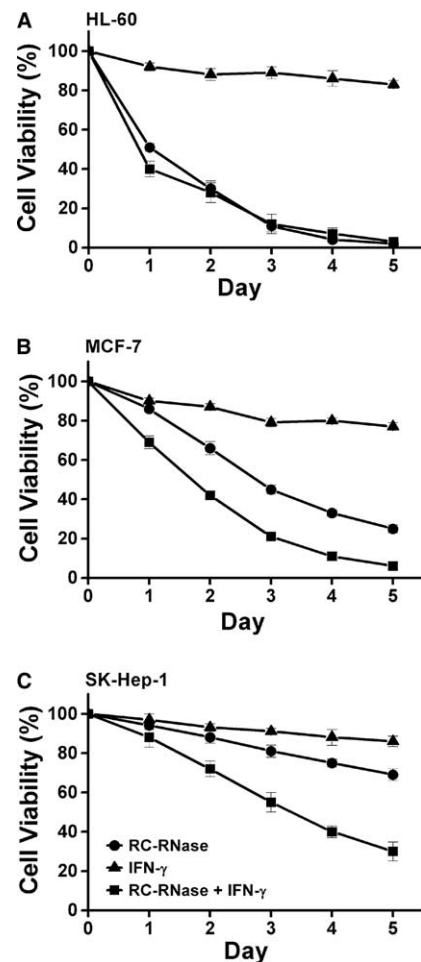 A HL-60
Cell Viability (%)
100
80
60
40
20
0
0 1 2 3 4 5
Day
B MCF-7
Cell Viability (%)
100
80
60
40
20
0
0 1 2 3 4 5
Day
C SK-Hep-1
Cell Viability (%)
100
80
60
40
20
0
RC-RNase
IFN-γ
RC-RNase + IFN-γ
0 1 2 3 4 5
Day